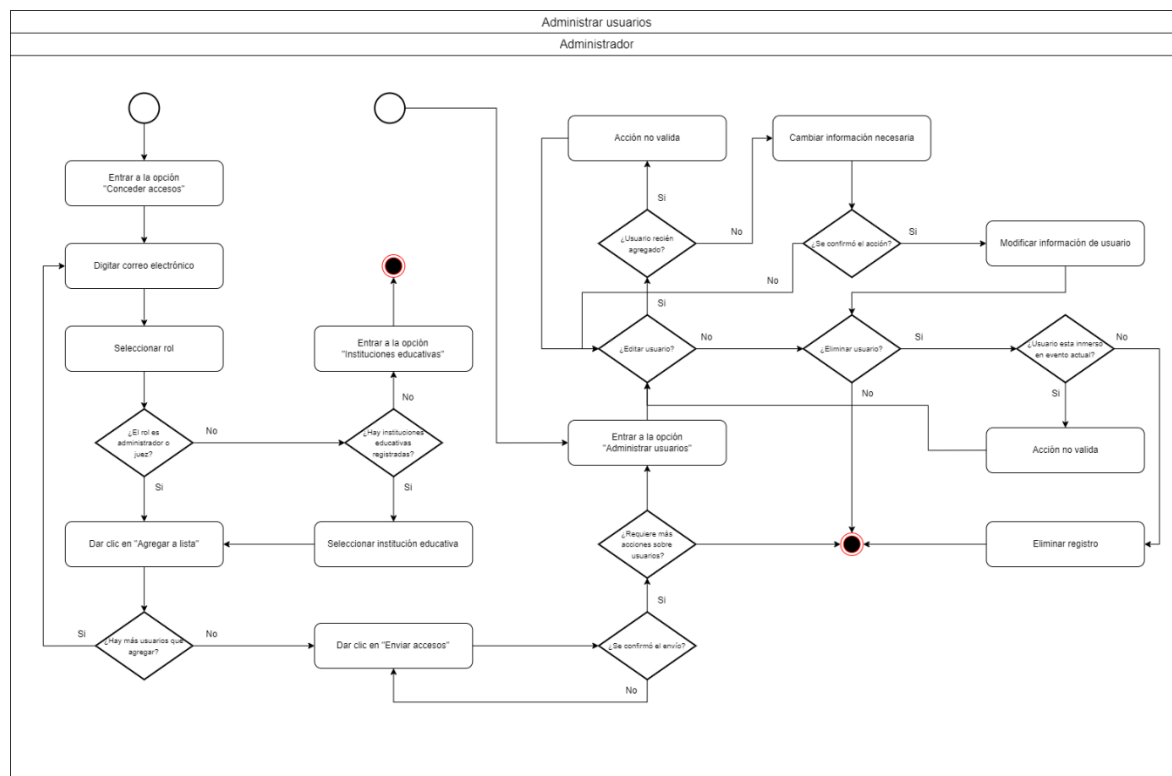 Administrar usuarios
Administrador
Entrar a la opción
"Conceder accesos"
Digitar correo electrónico
Seleccionar rol
¿El rol es
administrador o
juez?
No
Si
Dar clic en "Agregar a lista"
¿Hay más usuarios que
agregar?
Si
No
Entrar a la opción
"Instituciones educativas"
No
¿Hay instituciones
educativas
registradas?
Si
Seleccionar institución educativa
Dar clic en "Enviar accesos"
¿Se confirmó el envío?
No
Si
¿Requiere más
acciones sobre
usuarios?
Entrar a la opción
"Administrar usuarios"
¿Editar usuario?
Si
No
¿Usuario recién
agregado?
Si
No
Acción no valida
Cambiar información necesaria
¿Se confirmó el acción?
Si
No
Modificar información de usuario
¿Eliminar usuario?
Si
No
¿Usuario esta inmerso
en evento actual?
No
Si
Acción no valida
Eliminar registro